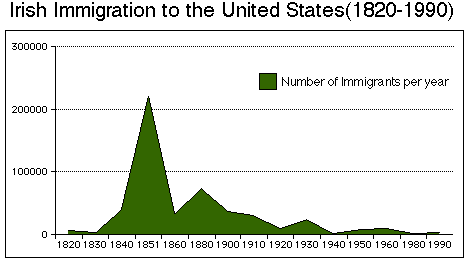 Irish Immigration to the United States(1820-1990)
300000
Number of Immigrants per year
200000
100000
0
1820 1830 1840 1851 1860 1880 1900 1910 1920 1930 1940 1950 1960 1980 1990